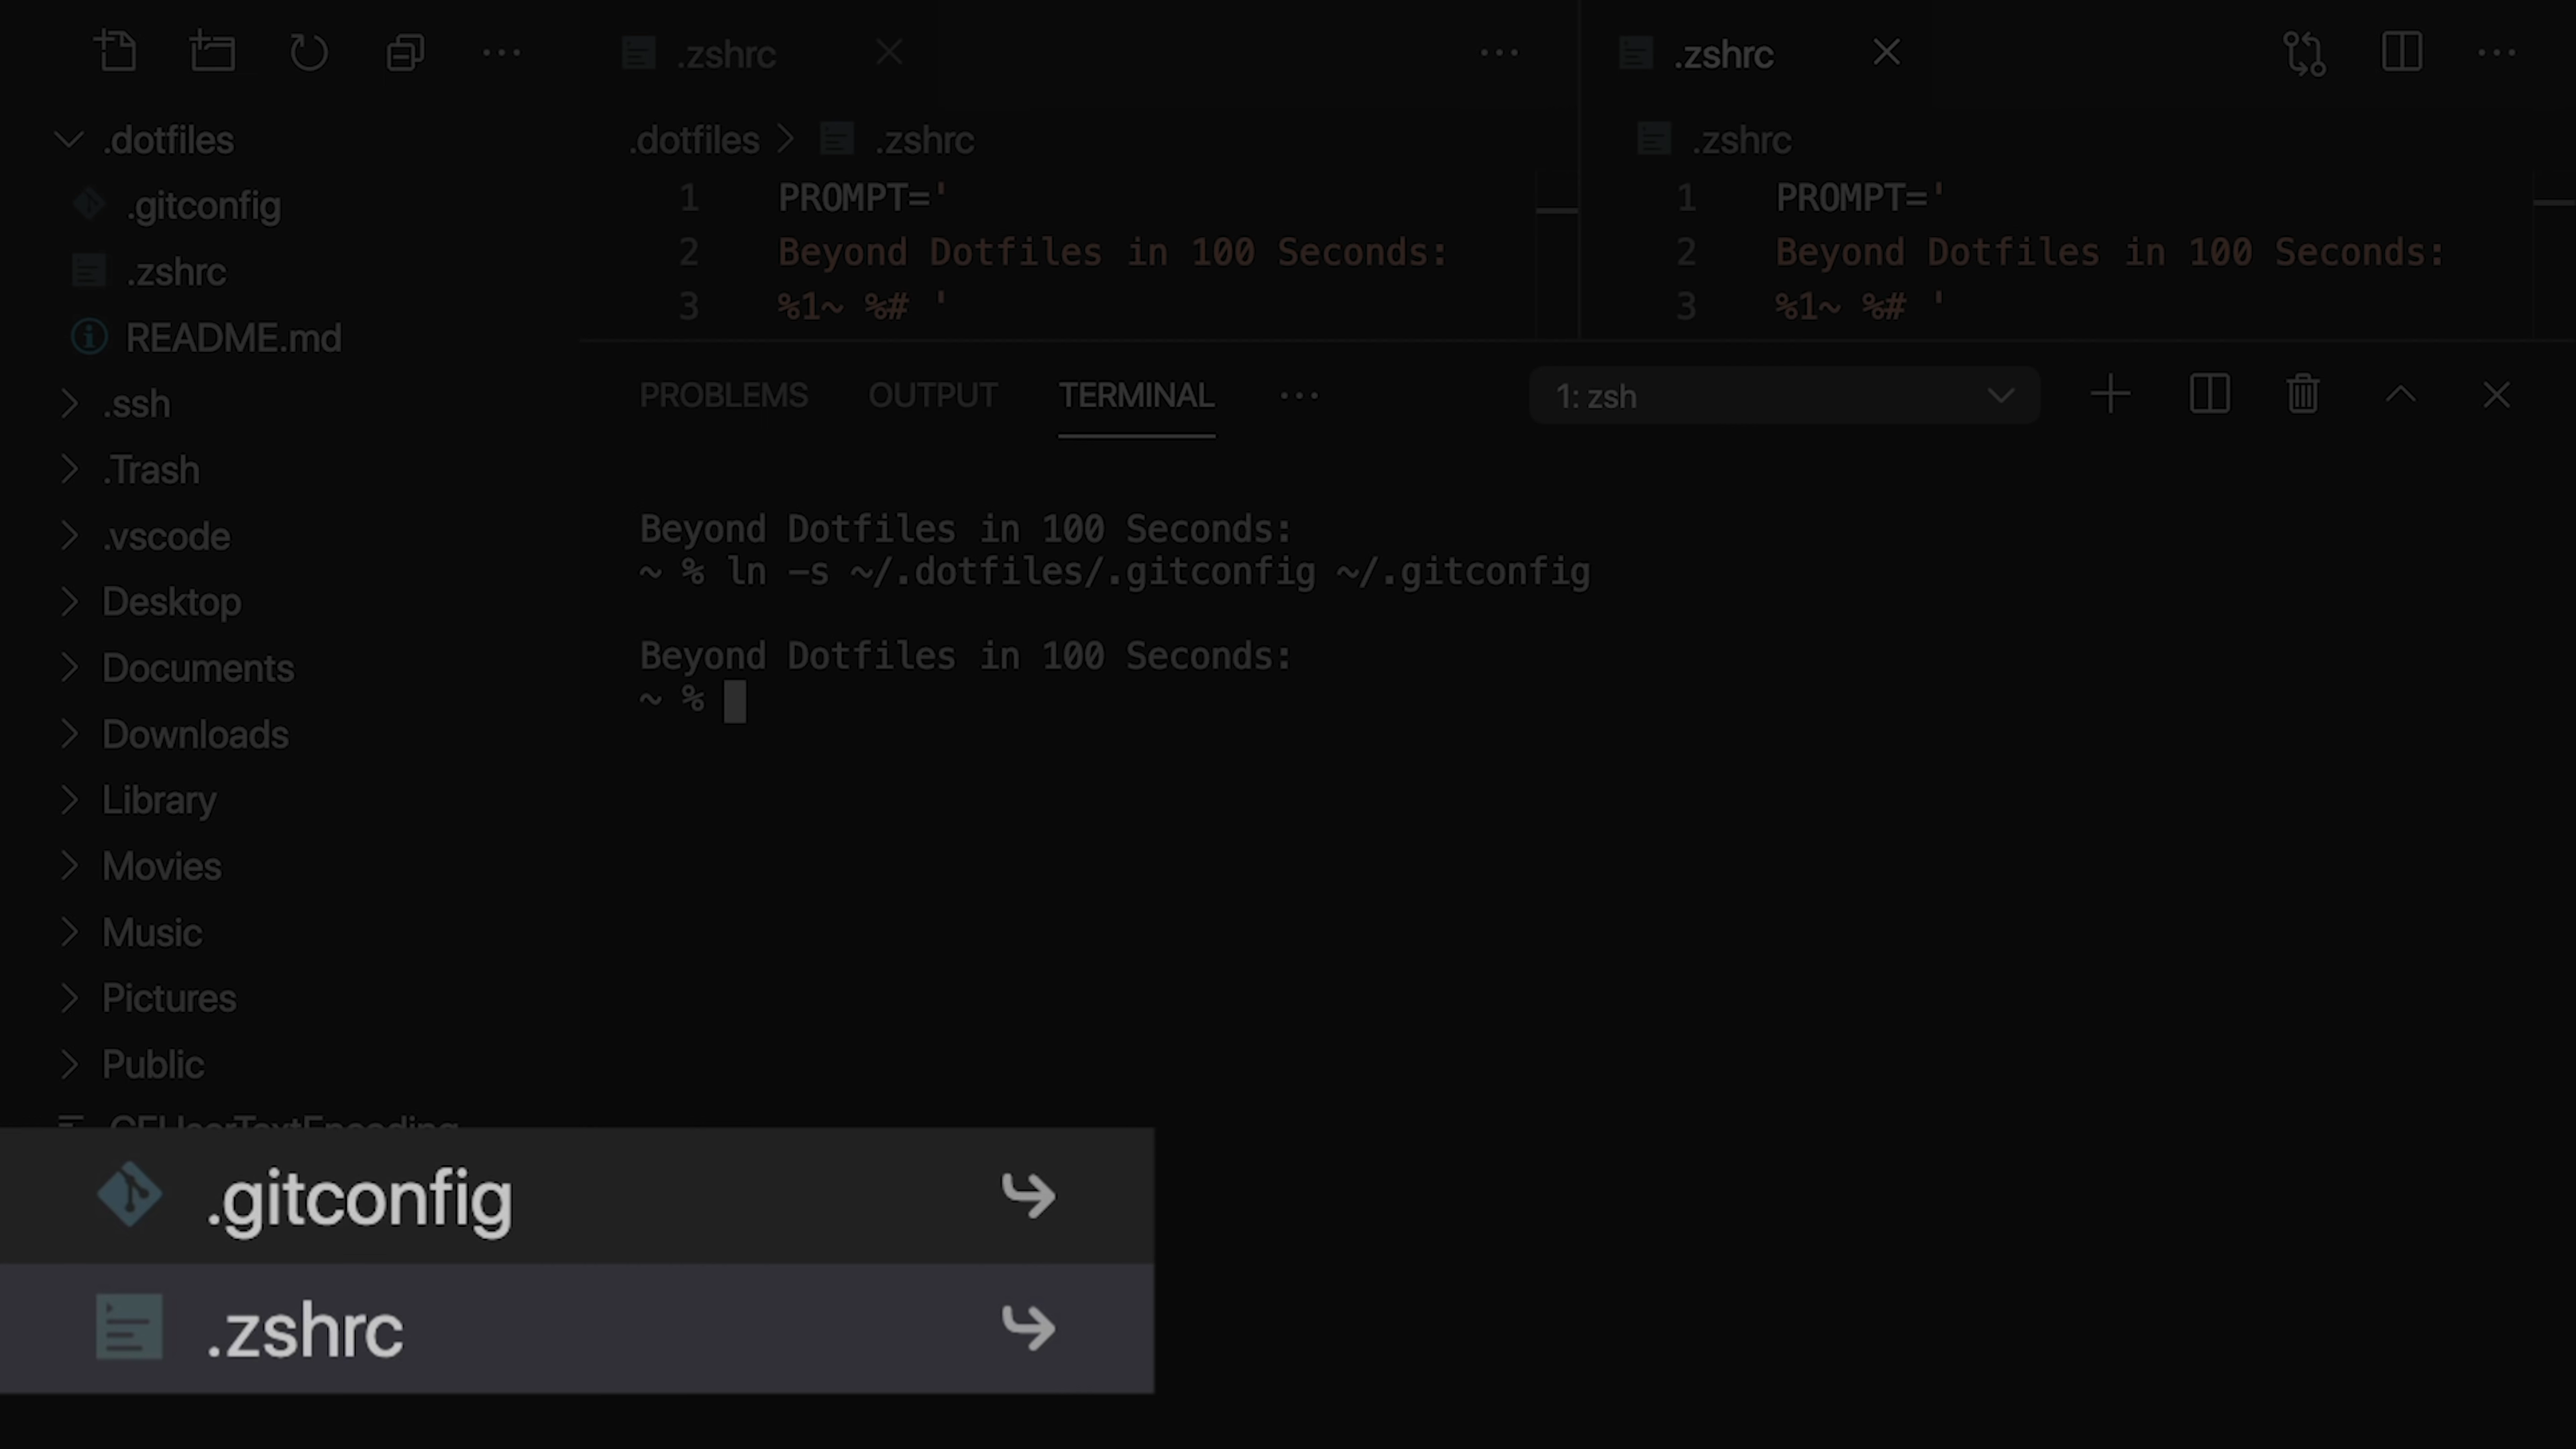 .zshrc
.zshrc
.dotfiles
.gitconfig
.zshrc
README.md
.ssh
.Trash
.vscode
Desktop
Documents
Downloads
Library
Movies
Music
Pictures
Public
.CFUserTextEncoding
.gitconfig
.zshrc
.dotfiles > .zshrc
1 PROMPT='
2 Beyond Dotfiles in 100 Seconds:
3 %1~ %# '
.zshrc
1 PROMPT='
2 Beyond Dotfiles in 100 Seconds:
3 %1~ %# '
PROBLEMS OUTPUT TERMINAL
1: zsh
Beyond Dotfiles in 100 Seconds:
~ % ln -s ~/.dotfiles/.gitconfig ~/.gitconfig
Beyond Dotfiles in 100 Seconds:
~ %